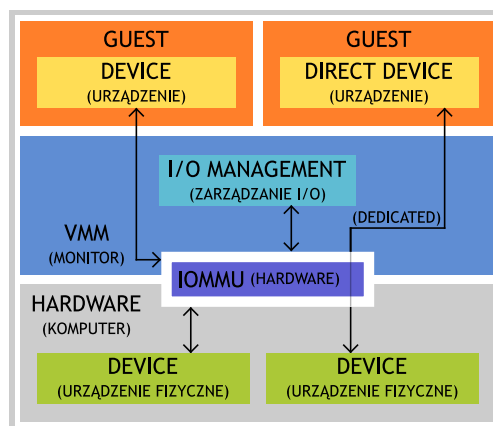 GUEST
DEVICE
(URZĄDZENIE)
GUEST
DIRECT DEVICE
(URZĄDZENIE)
I/O MANAGEMENT
(ZARZĄDZANIE I/O)
(DEDICATED)
VMM
(MONITOR)
IOMMU (HARDWARE)
HARDWARE
(KOMPUTER)
DEVICE
(URZĄDZENIE FIZYCZNE)
DEVICE
(URZĄDZENIE FIZYCZNE)